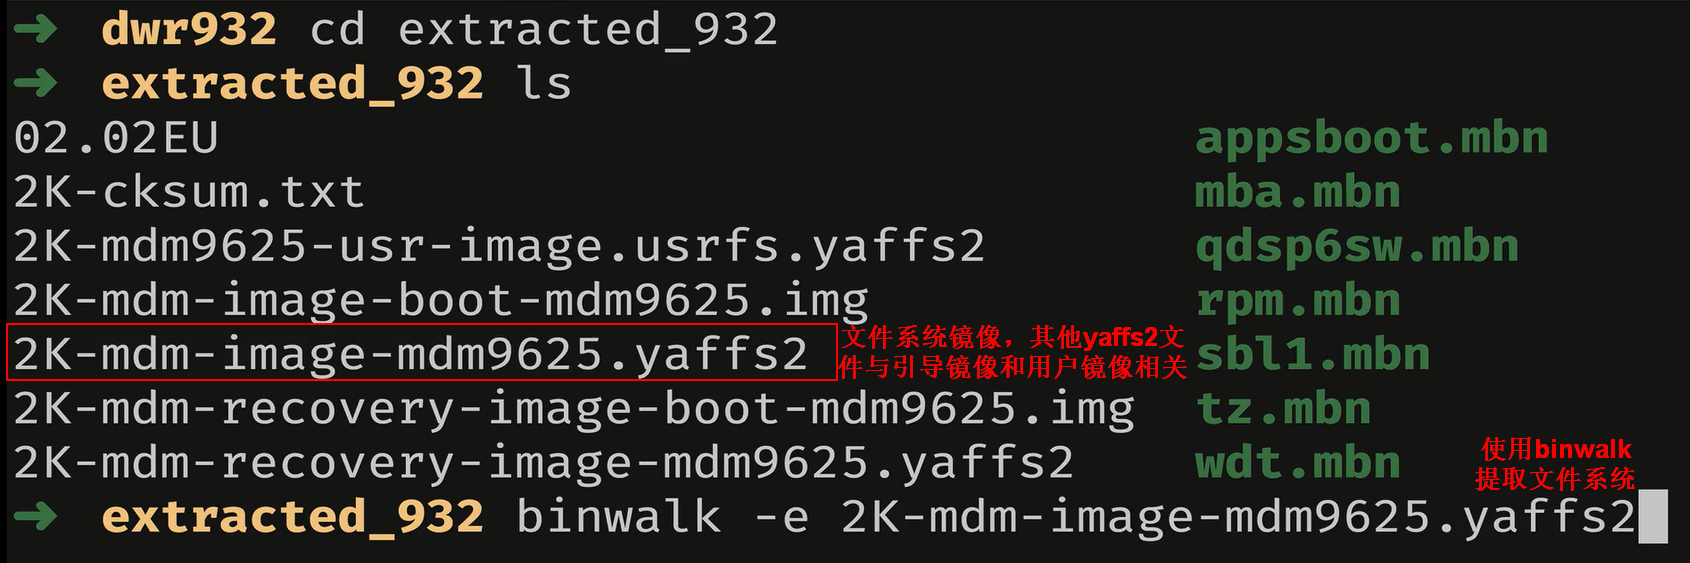 ➜ dwr932 cd extracted_932
➜ extracted_932 ls
02.02EU appsboot.mbn
2K-cksum.txt mba.mbn
2K-mdm9625-usr-image.usrfs.yaffs2 qdsp6sw.mbn
2K-mdm-image-boot-mdm9625.img rpm.mbn
2K-mdm-image-mdm9625.yaffs2 sbl1.mbn
文件系统镜像，其他yaffs2文
件与引导镜像和用户镜像相关
2K-mdm-recovery-image-boot-mdm9625.img tz.mbn
2K-mdm-recovery-image-mdm9625.yaffs2 wdt.mbn
使用binwalk
提取文件系统
➜ extracted_932 binwalk -e 2K-mdm-image-mdm9625.yaffs2